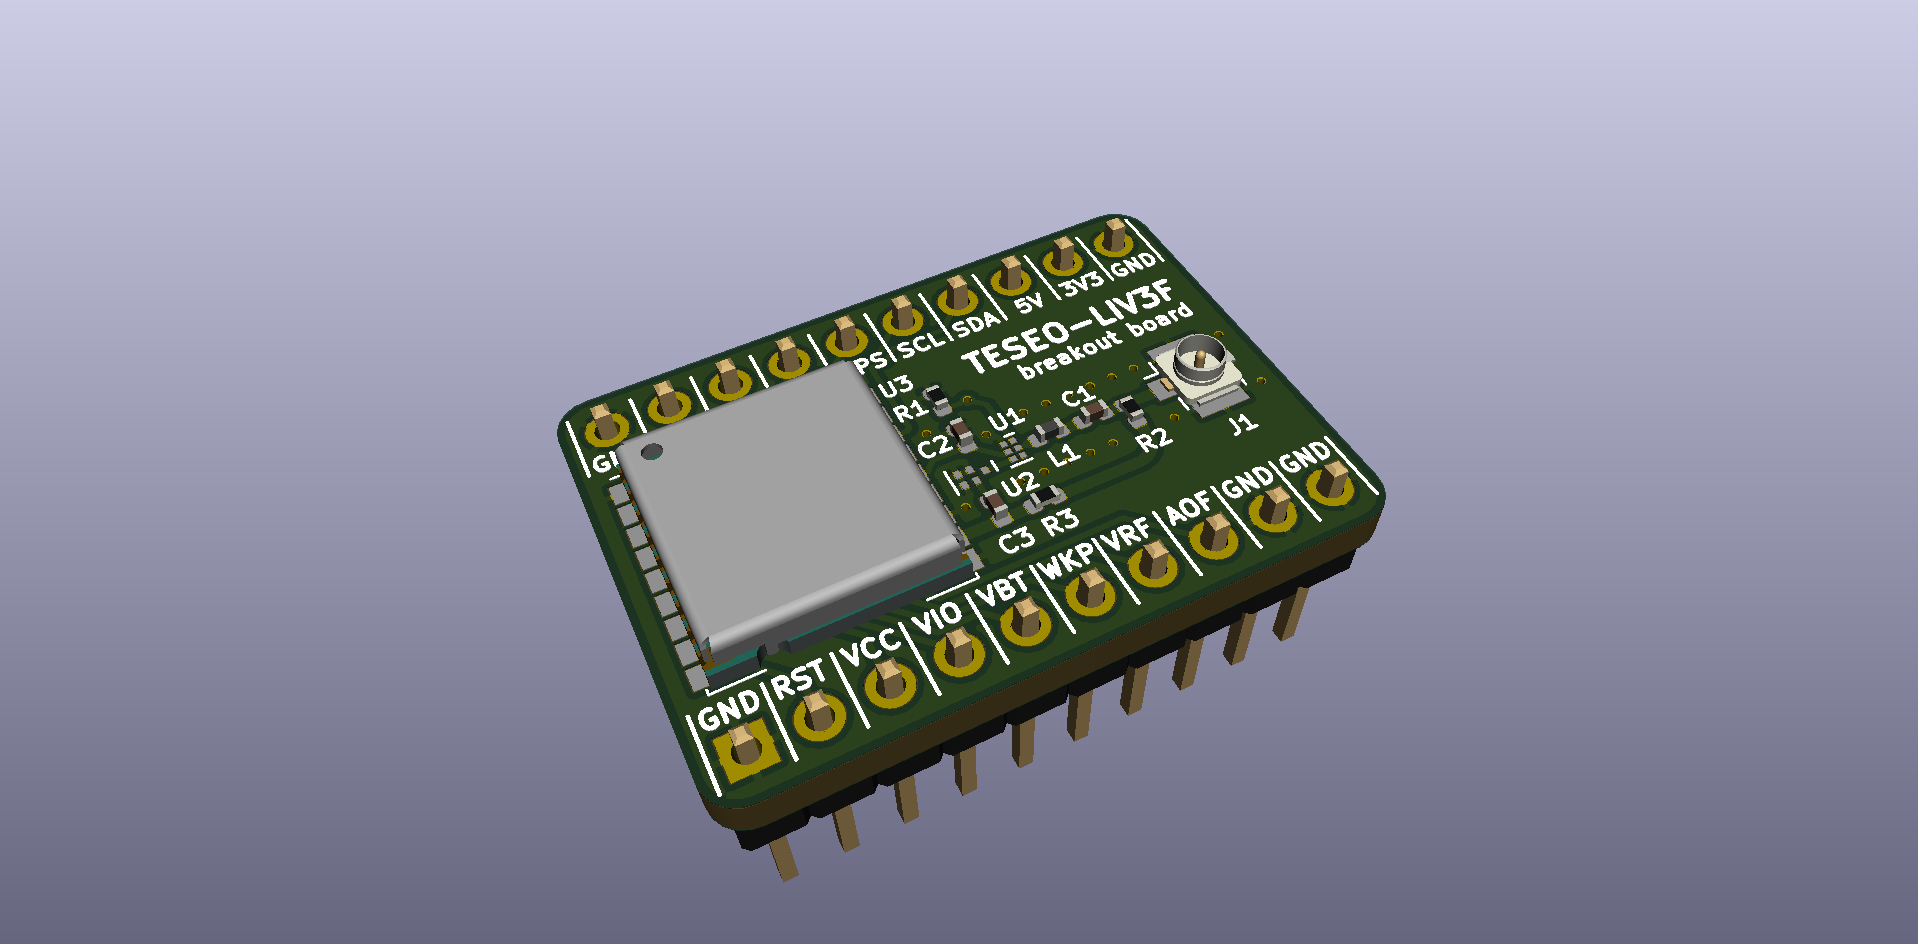 GND
3V3
5V
SDA
SCL
PS
TESEO-LIV3F
breakout board
U3
R1
C2
U1
C1
L1
R2
J1
U2
C3
R3
GND
RST
VCC
VIO
VBT
WKP
VRF
AOF
GND
GND